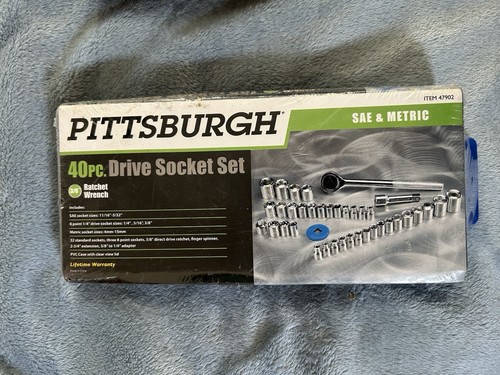 ITEM 47902
PITTSBURGH®
SAE & METRIC
40PC. Drive Socket Set
3/8" Ratchet
Wrench
Includes:
SAE socket sizes: 11/16"-5/32"
6 point 1/4" drive socket sizes: 1/4", 5/16", 3/8"
Metric socket sizes: 4mm-15mm
32 standard sockets, three 6 point sockets, 3/8" direct drive ratchet, finger spinner,
2-3/4" extension, 3/8" to 1/4" adapter
PVC Case with clear view lid
Lifetime Warranty